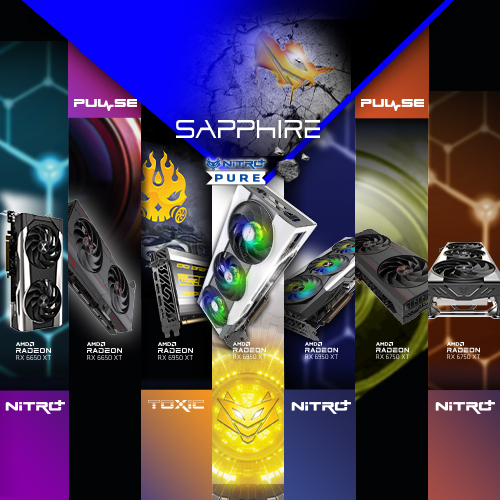 PULSE
PULSE
SAPPHIRE
NITRO+
PURE
AMD
RADEON
RX 6650 XT
AMD
RADEON
RX 6650 XT
AMD
RADEON
RX 6950 XT
AMD
RADEON
RX 6950 XT
AMD
RADEON
RX 6950 XT
AMD
RADEON
RX 6750 XT
AMD
RADEON
RX 6750 XT
NITRO+
TOXIC
NITRO+
NITRO+